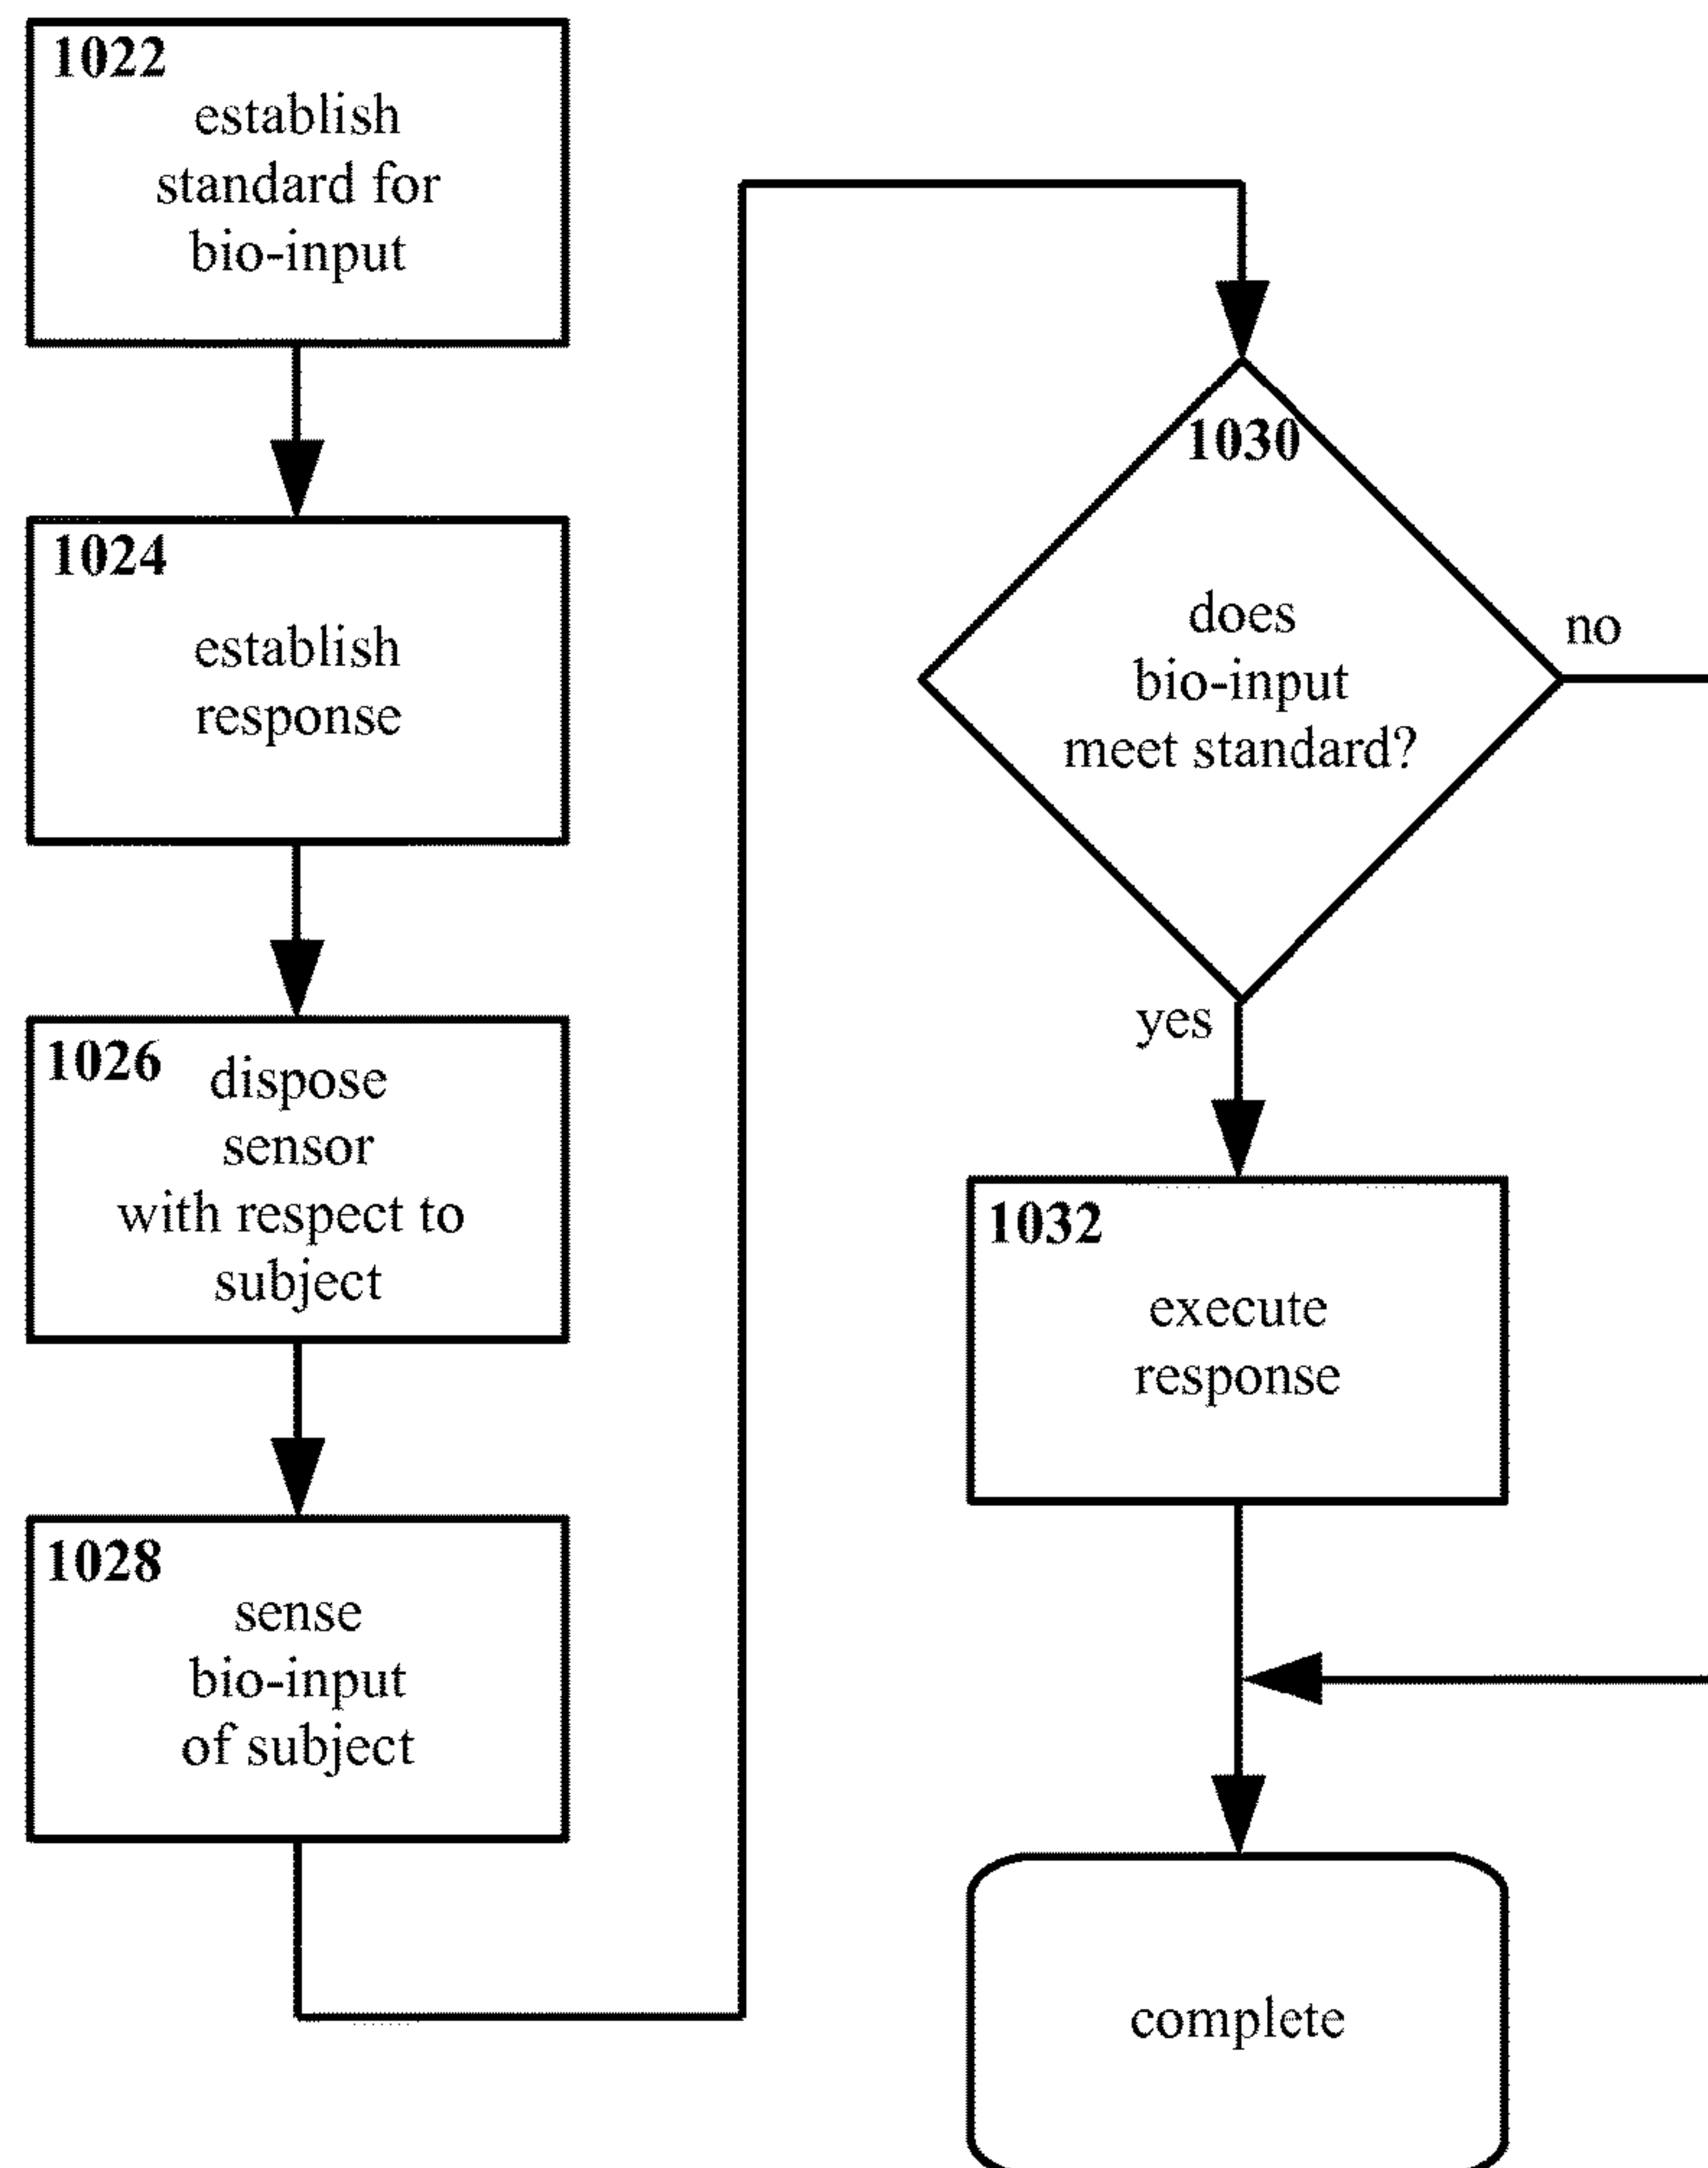 1022
establish
standard for
bio-input
1024
establish
response
1026
dispose
sensor
with respect to
subject
1028
sense
bio-input
of subject
1030
does
bio-input
meet standard?
no
yes
1032
execute
response
complete